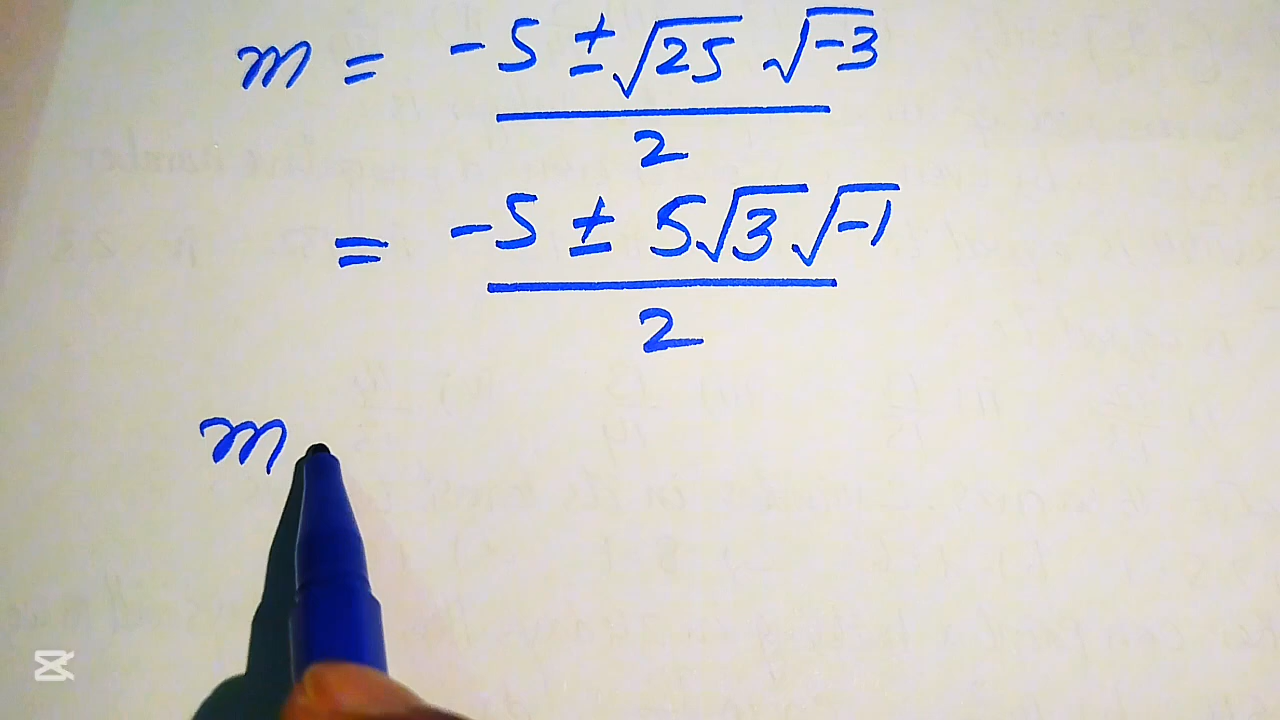 m = -5 ± √25 √-3
2
= -5 ± 5√3 √-1
2
m